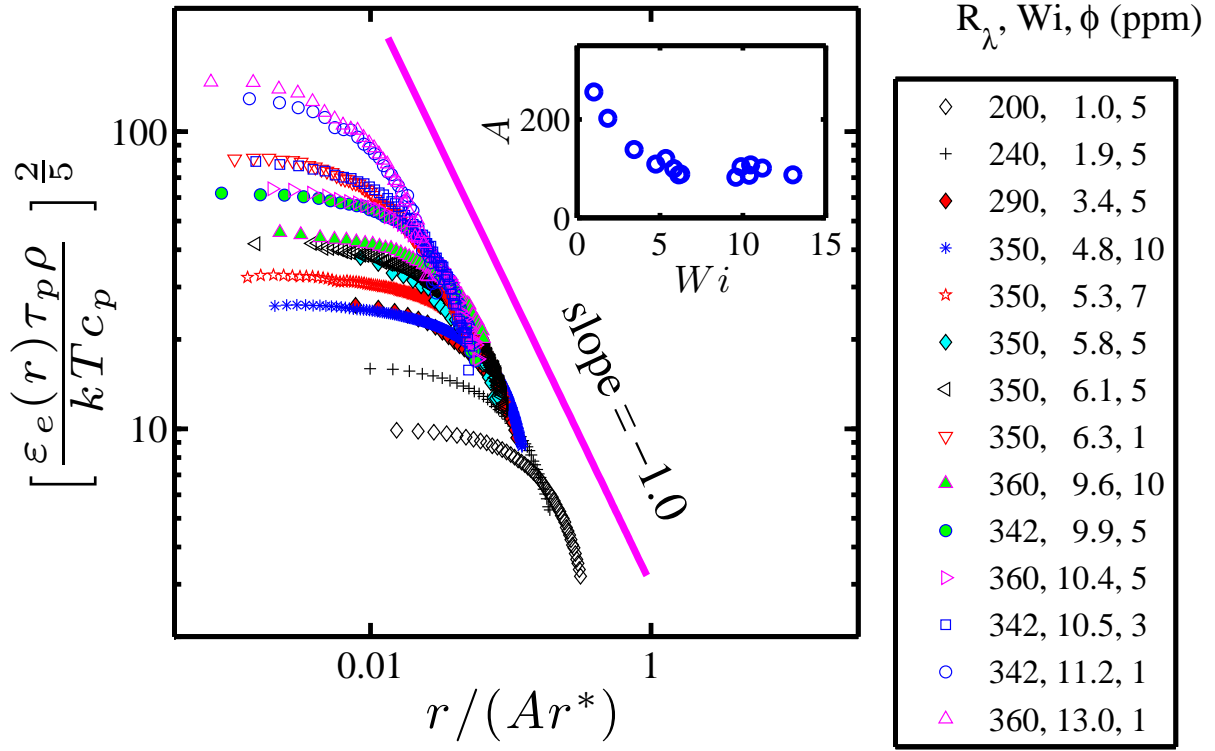 R_λ, Wi, ϕ (ppm)
[ε_e(r)τ_pρ / kTc_p]^{2/5}
100
10
0.01
1
r/(Ar*)
slope = −1.0
A
200
0
0
5
10
15
Wi
200, 1.0, 5
240, 1.9, 5
290, 3.4, 5
350, 4.8, 10
350, 5.3, 7
350, 5.8, 5
350, 6.1, 5
350, 6.3, 1
360, 9.6, 10
342, 9.9, 5
360, 10.4, 5
342, 10.5, 3
342, 11.2, 1
360, 13.0, 1